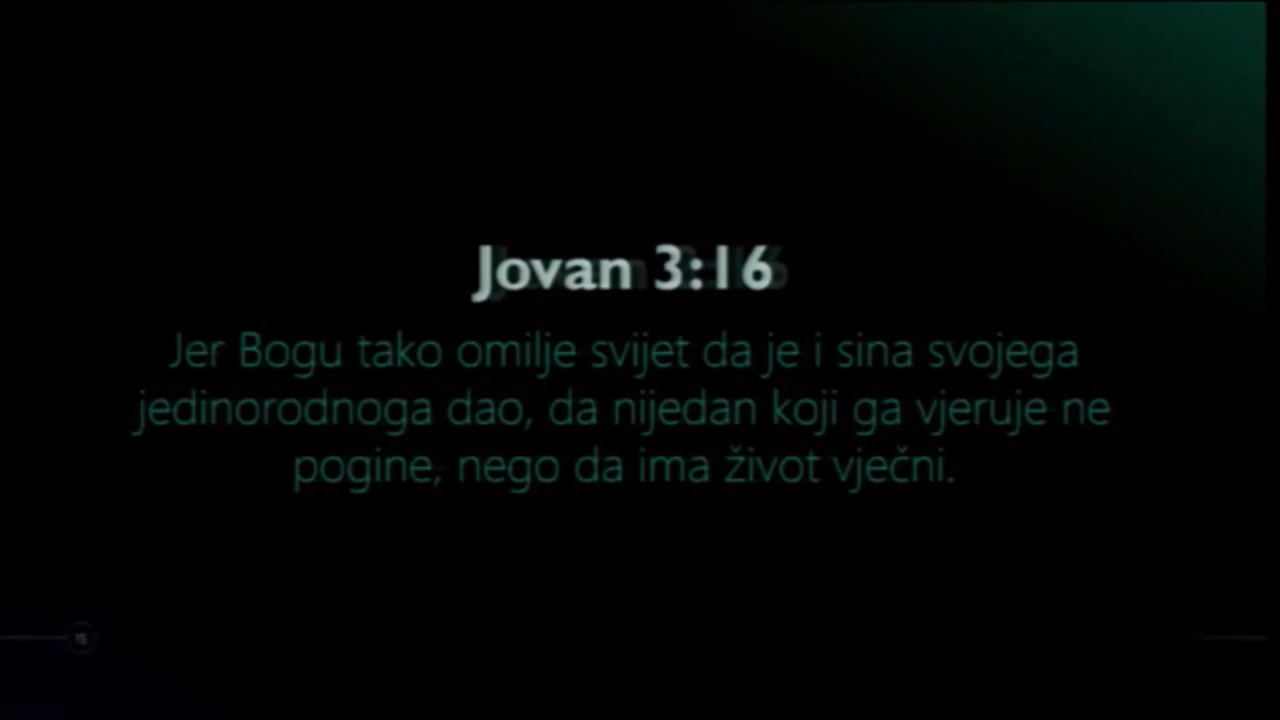 Jovan 3:16
Jer Bogu tako omilje svijet da je i sina svojega
jedinorodnoga dao, da nijedan koji ga vjeruje ne
pogine, nego da ima život vječni.
15